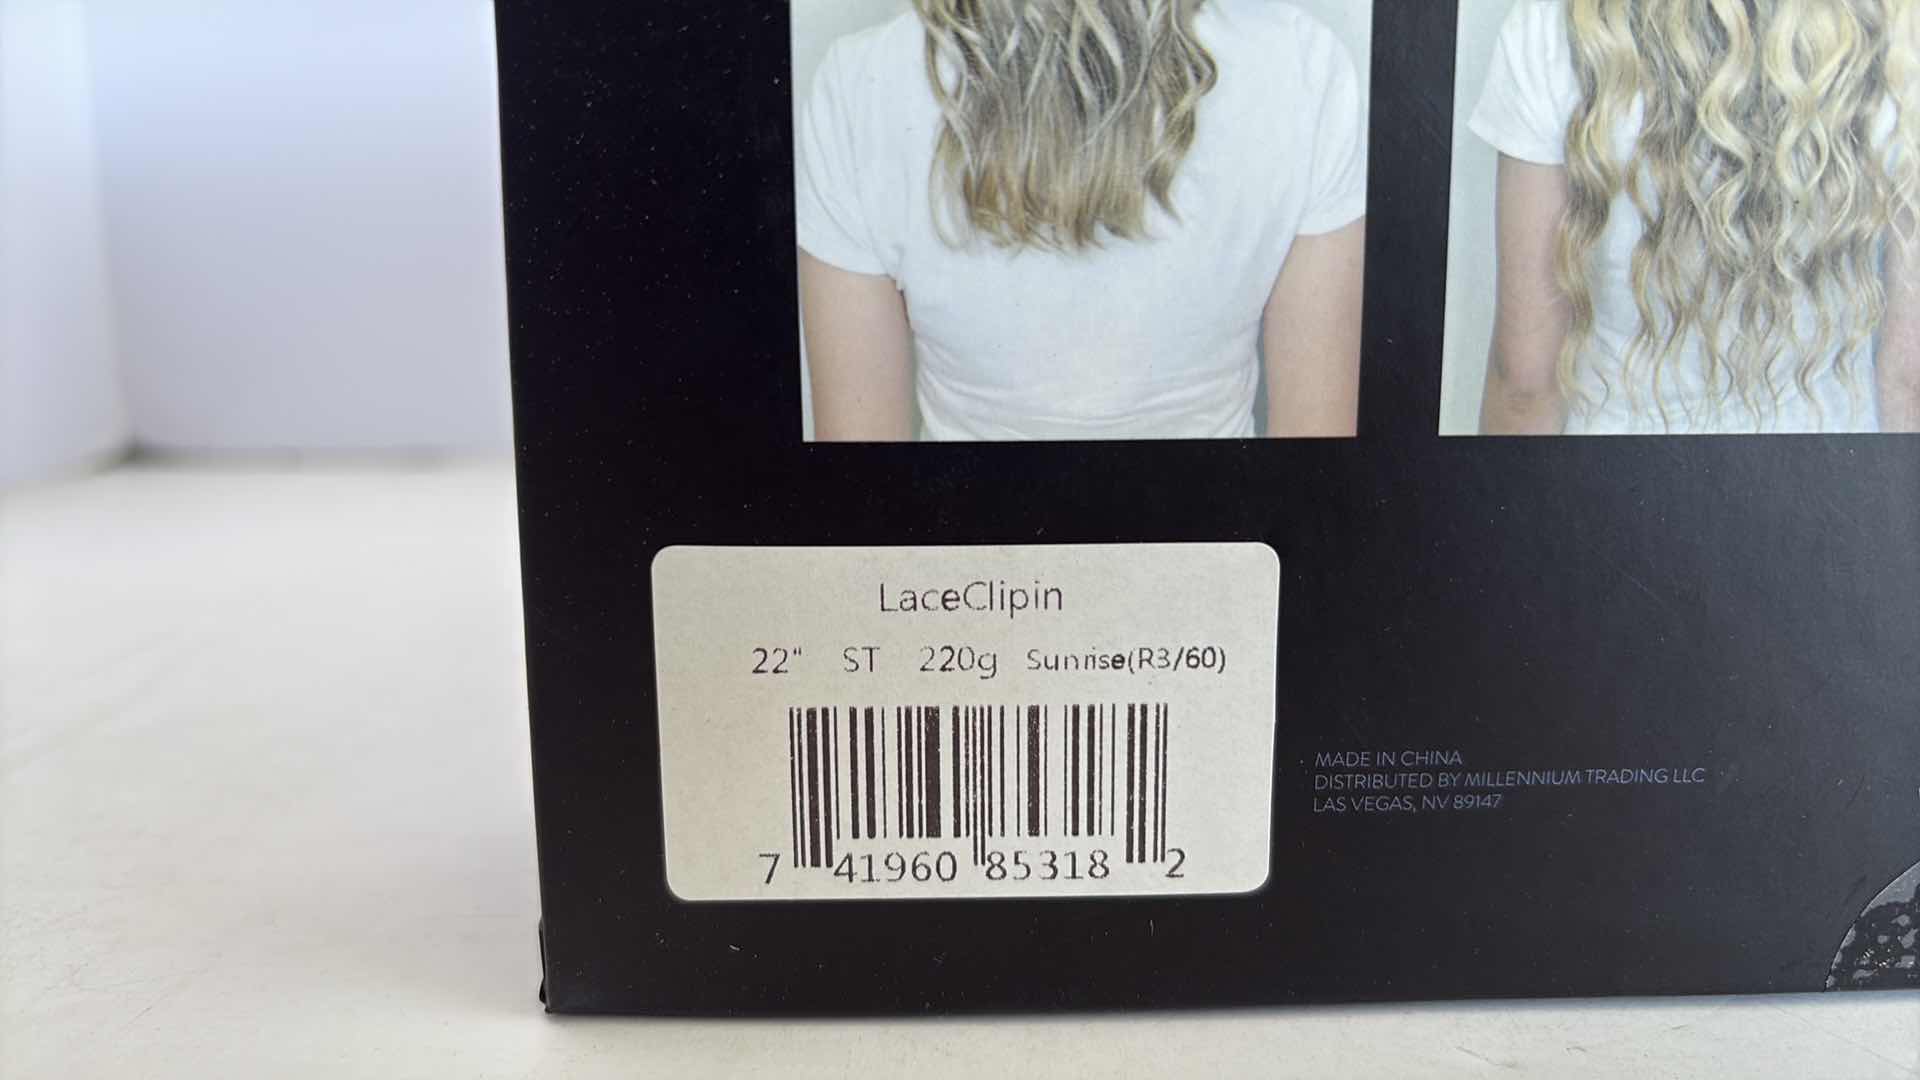 LaceClipin
22" ST 220g Sunrise(R3/60)
7 41960 85318 2
MADE IN CHINA
DISTRIBUTED BY MILLENNIUM TRADING LLC
LAS VEGAS, NV 89147